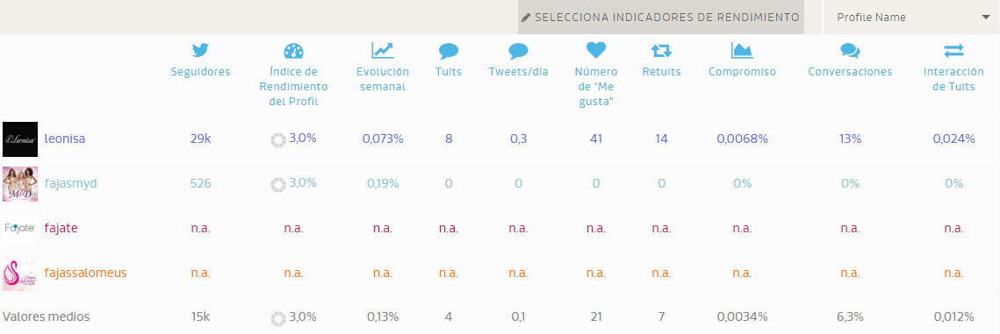 SELECCIONA INDICADORES DE RENDIMIENTO Profile Name
Seguidores Índice de Rendimiento del Profil Evolución semanal Tuits Tweets/día Número de "Me gusta" Retuits Compromiso Conversaciones Interacción de Tuits
Leonisa leonisa 29k 3,0% 0,073% 8 0,3 41 14 0,0068% 13% 0,024%
M&D fajasmyd 526 3,0% 0,19% 0 0 0 0 0% 0% 0%
Fajate fajate n.a. n.a. n.a. n.a. n.a. n.a. n.a. n.a. n.a. n.a.
fajassalomeus n.a. n.a. n.a. n.a. n.a. n.a. n.a. n.a. n.a. n.a.
Valores medios 15k 3,0% 0,13% 4 0,1 21 7 0,0034% 6,3% 0,012%